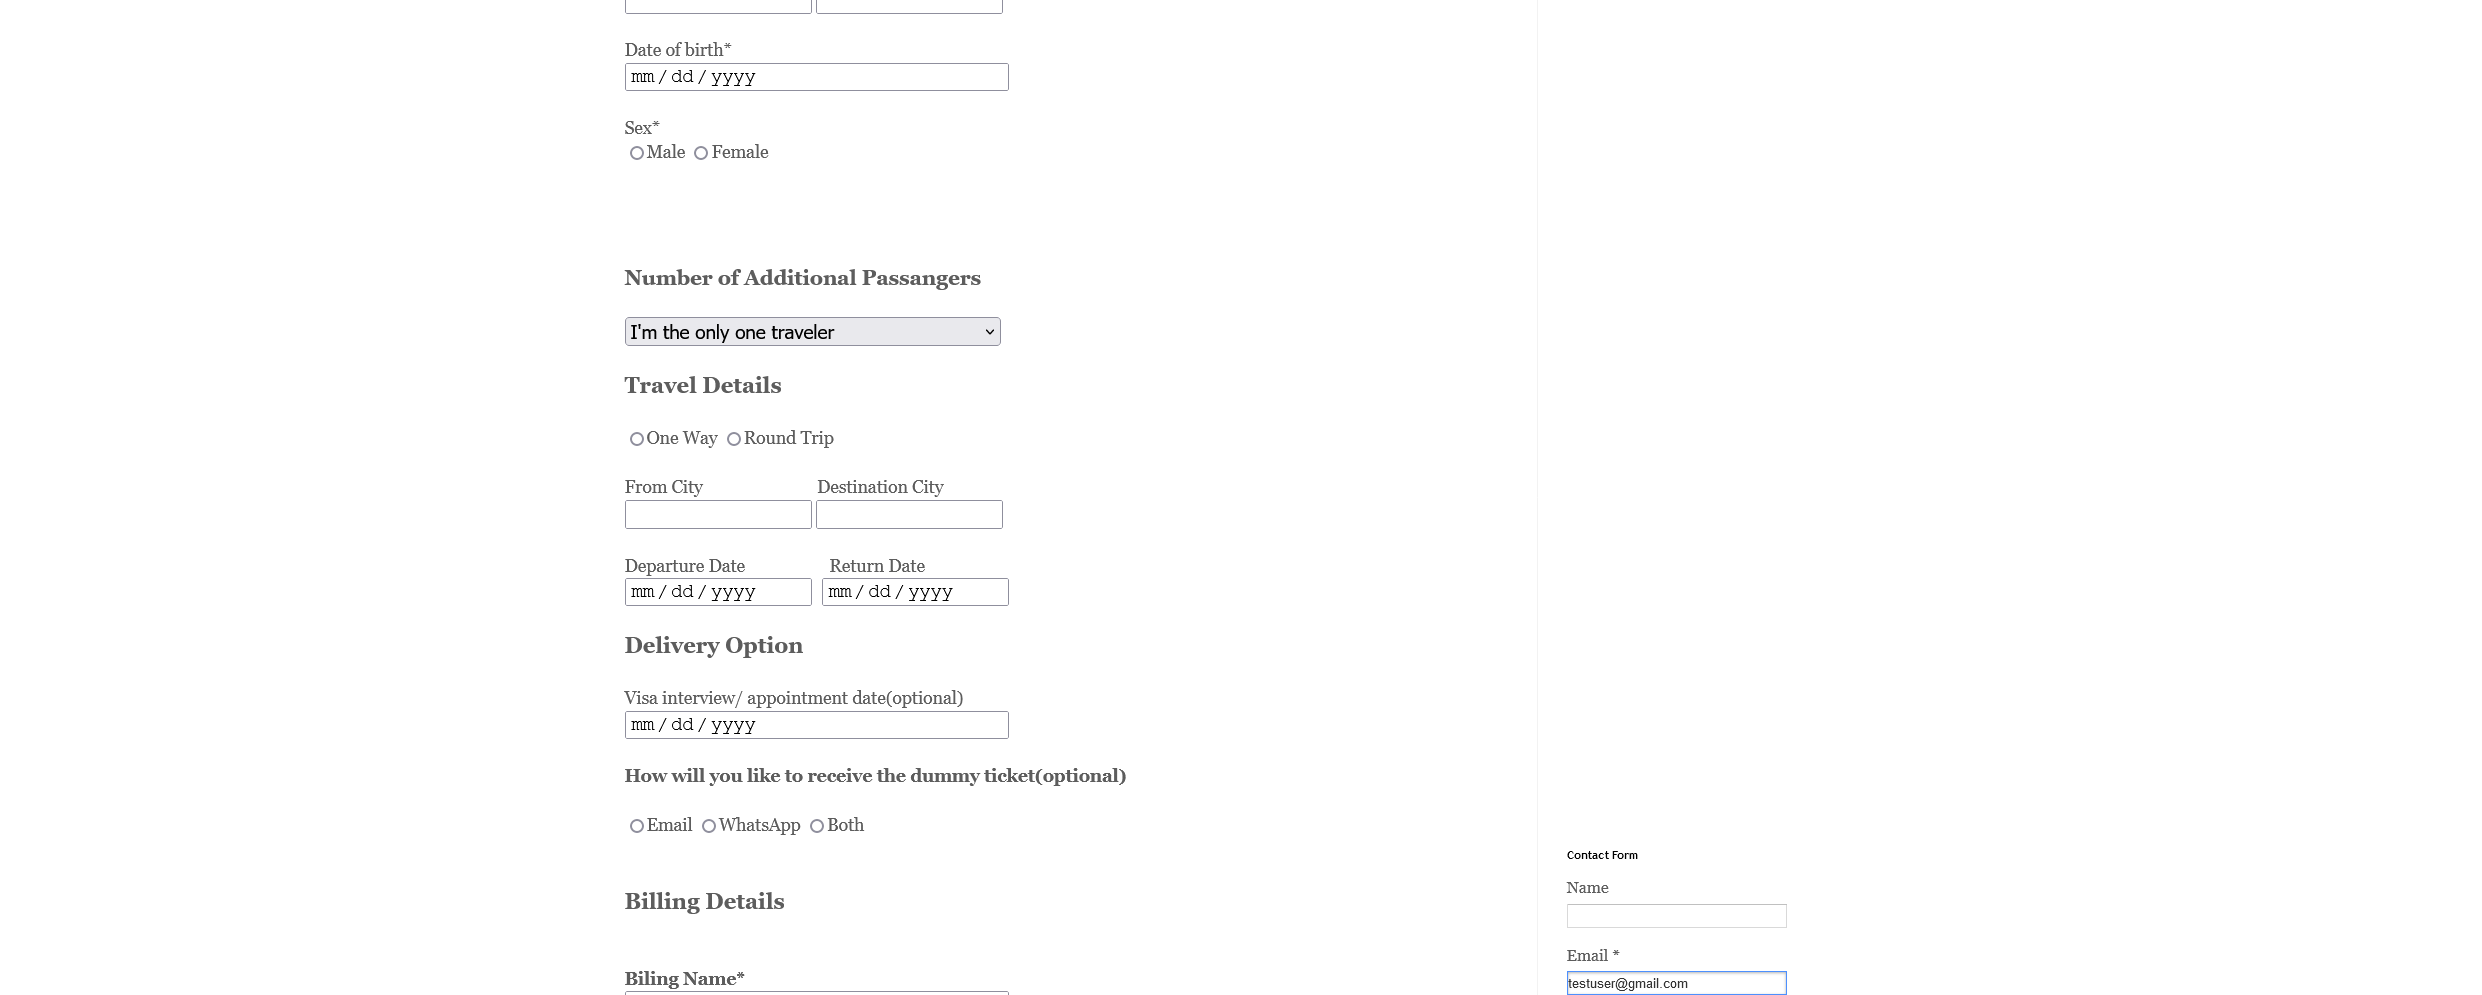 Date of birth*
mm / dd / yyyy
Sex*
Male Female
Number of Additional Passangers
I'm the only one traveler
Travel Details
One Way Round Trip
From City Destination City
Departure Date Return Date
mm / dd / yyyy mm / dd / yyyy
Delivery Option
Visa interview/ appointment date(optional)
mm / dd / yyyy
How will you like to receive the dummy ticket(optional)
Email WhatsApp Both
Billing Details
Biling Name*
Contact Form
Name
Email *
testuser@gmail.com